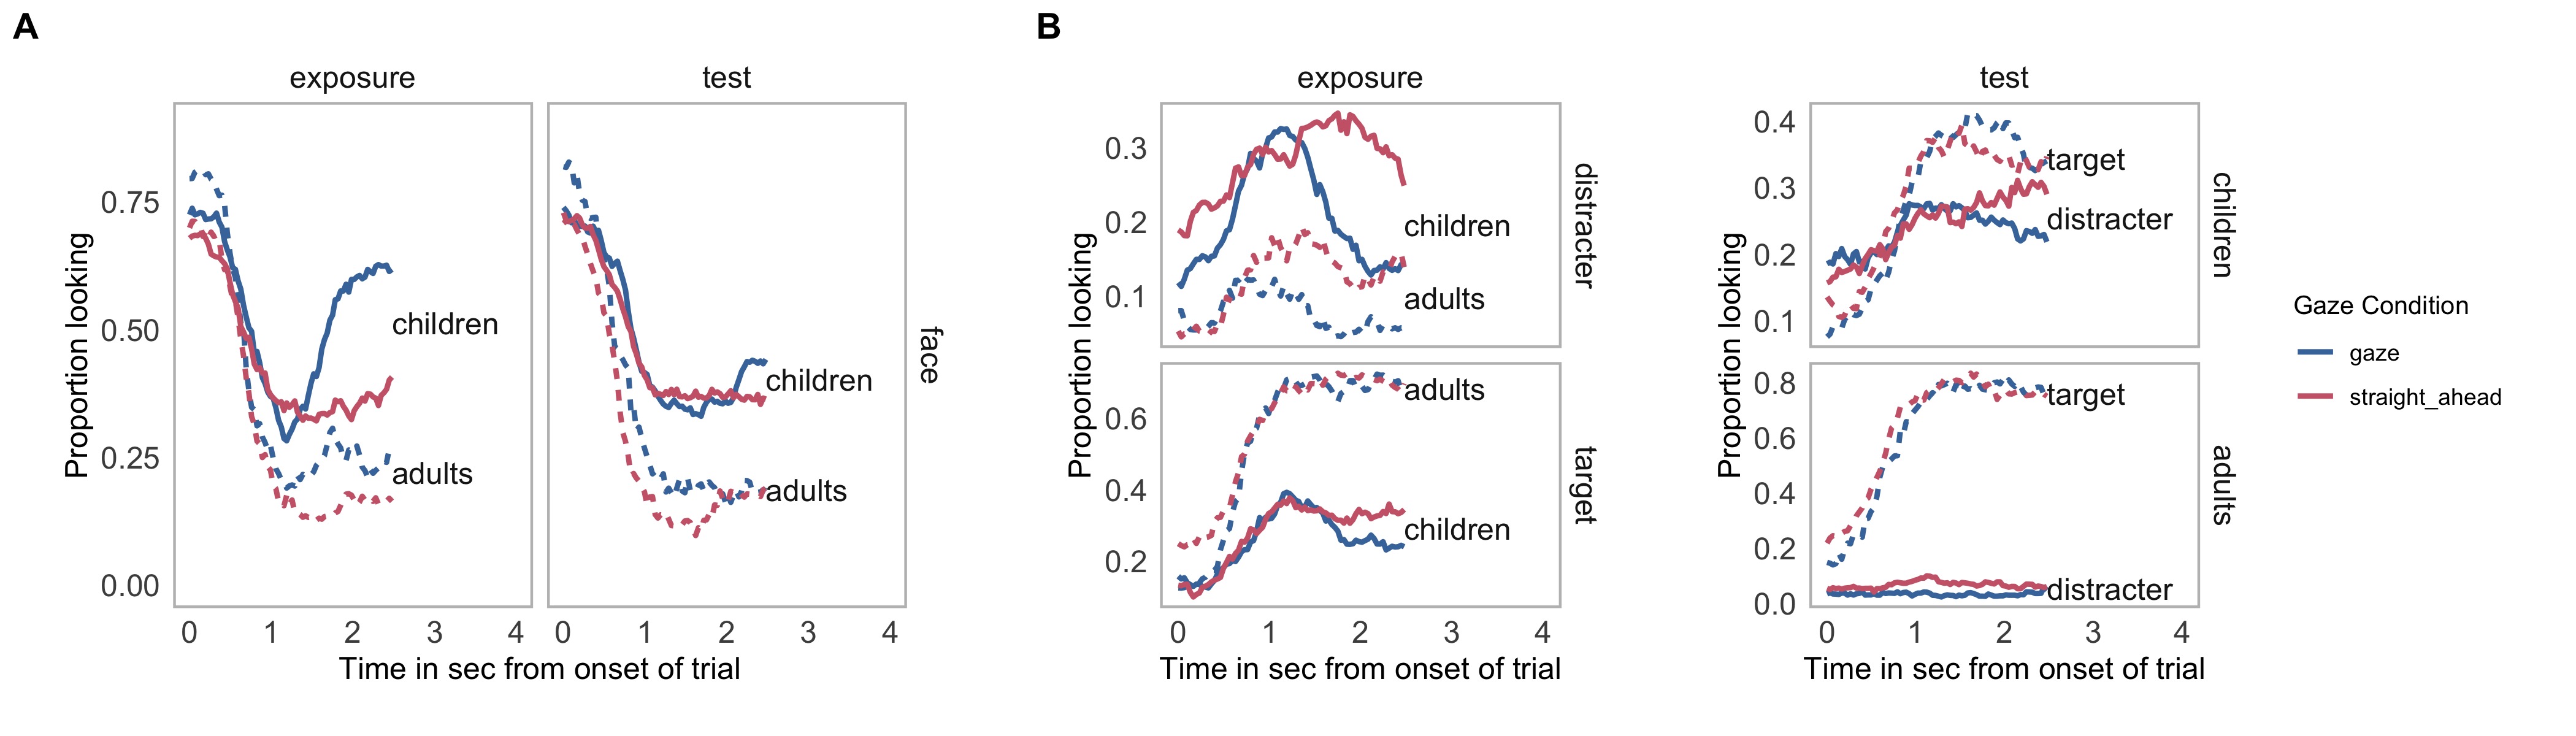 A
exposure
test
Proportion looking
0.75
0.50
0.25
0.00
children
adults
children
adults
face
0 1 2 3 4
0 1 2 3 4
Time in sec from onset of trial
B
exposure
Proportion looking
0.3
0.2
0.1
children
adults
distracter
0.6
0.4
0.2
adults
children
target
0 1 2 3 4
Time in sec from onset of trial
test
Proportion looking
0.4
0.3
0.2
0.1
target
distracter
children
0.8
0.6
0.4
0.2
0.0
target
distracter
adults
0 1 2 3 4
Time in sec from onset of trial
Gaze Condition
gaze
straight_ahead